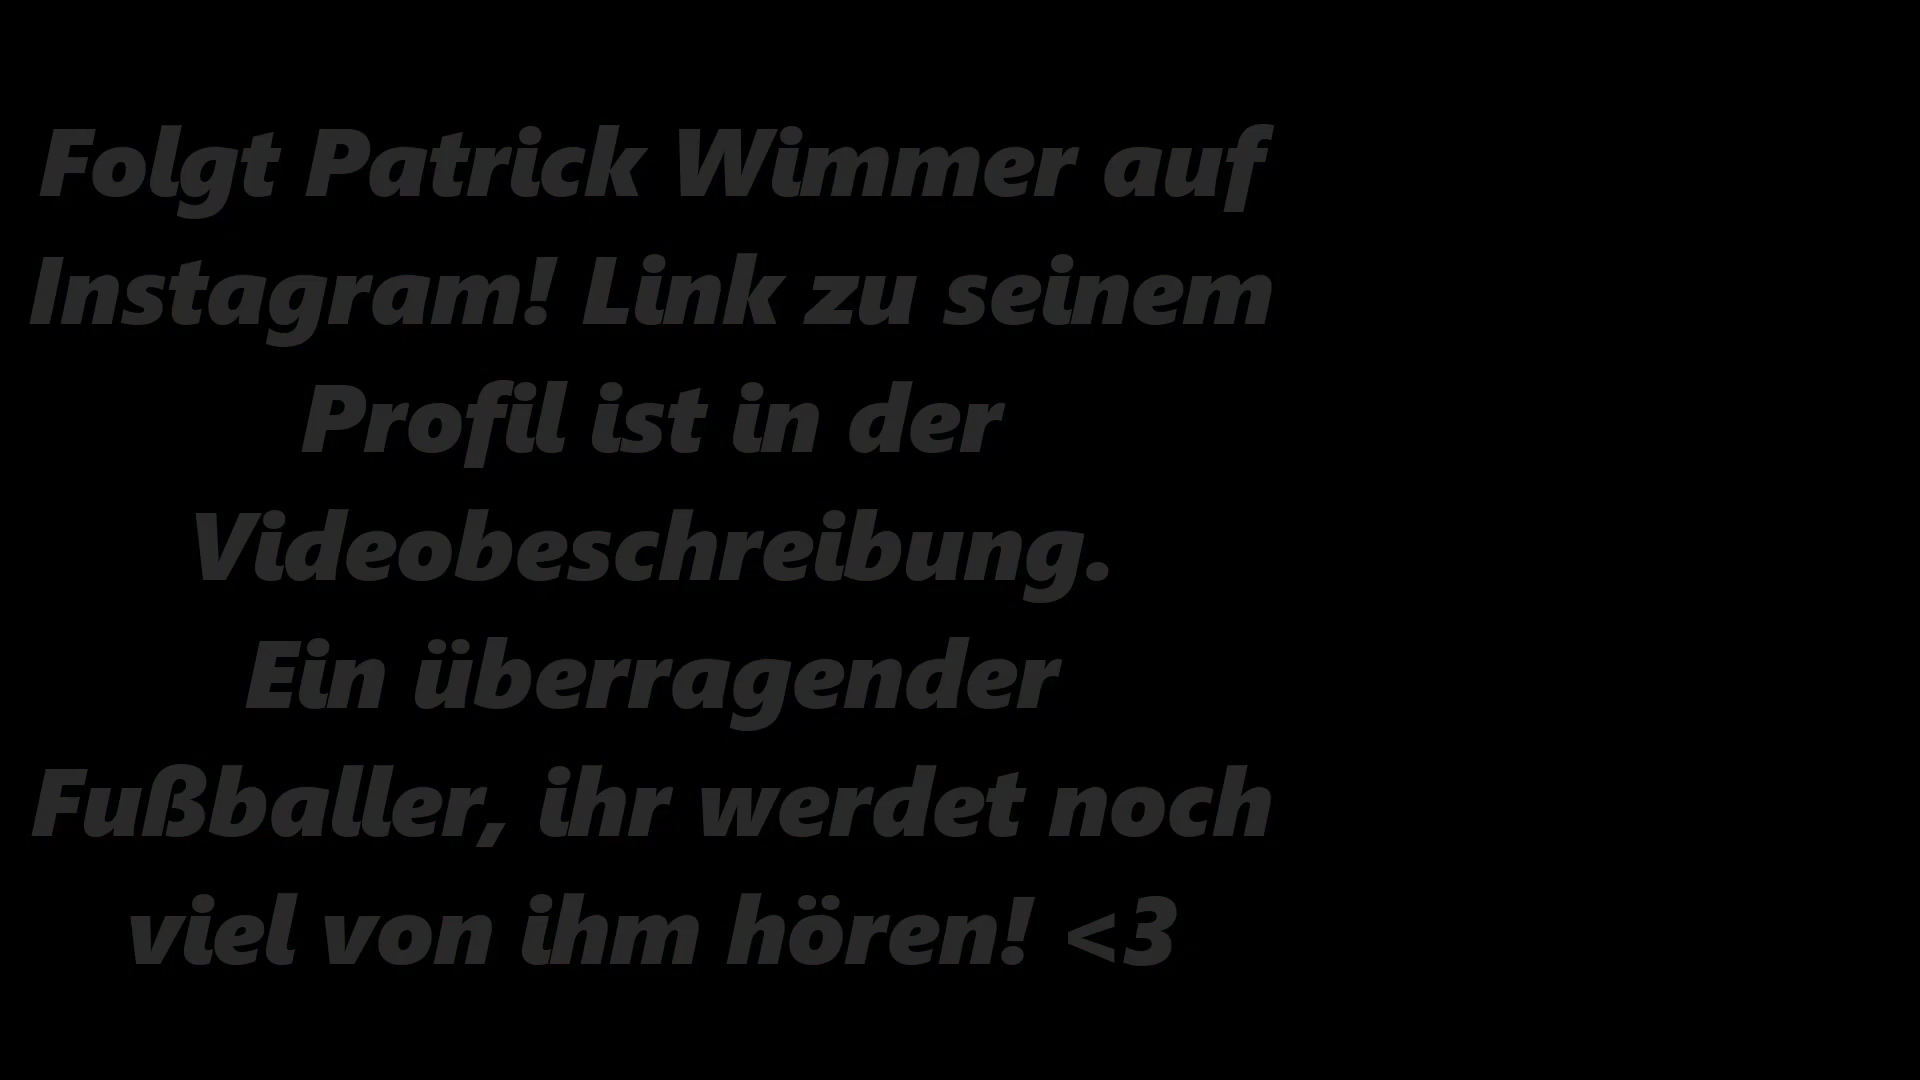 Folgt Patrick Wimmer auf
Instagram! Link zu seinem
Profil ist in der
Videobeschreibung.
Ein überragender
Fußballer, ihr werdet noch
viel von ihm hören! <3